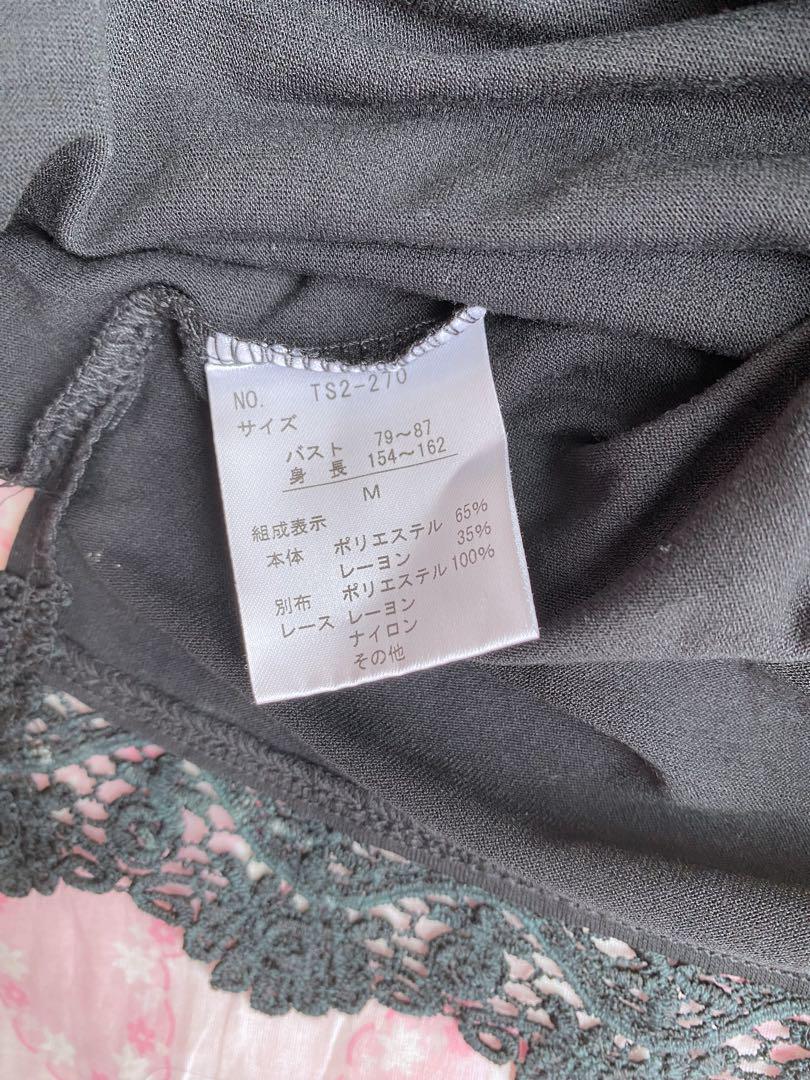 NO. TS2-270
サイズ
バスト 79～87
身長 154～162
M
組成表示
本体 ポリエステル 65%
レーヨン 35%
別布 ポリエステル 100%
レース レーヨン
ナイロン
その他